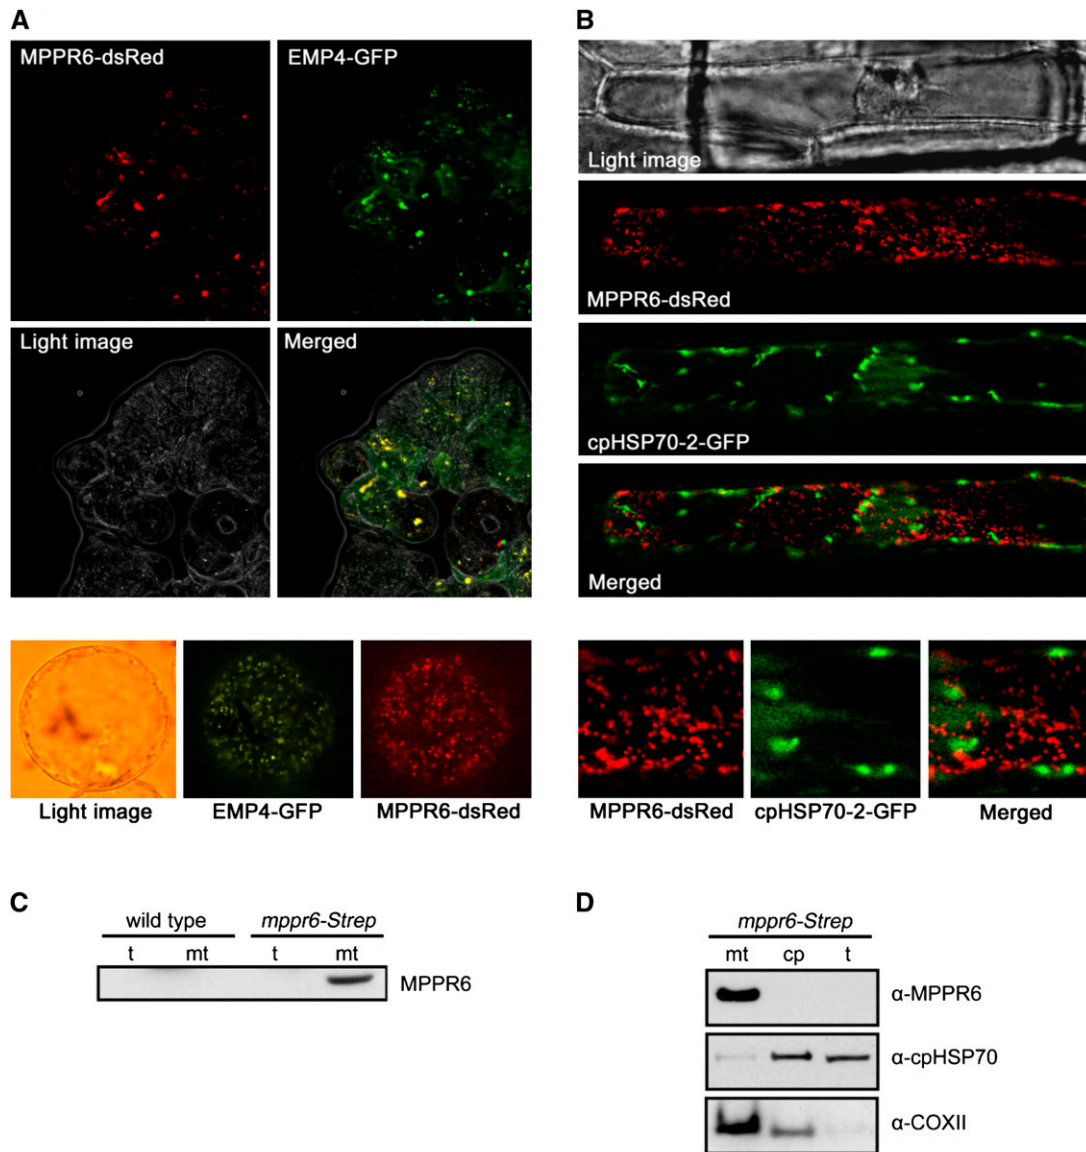 A
MPPR6-dsRed
EMP4-GFP
Light image
Merged
Light image
EMP4-GFP
MPPR6-dsRed
B
Light image
MPPR6-dsRed
cpHSP70-2-GFP
Merged
MPPR6-dsRed
cpHSP70-2-GFP
Merged
C
wild type
mppr6-Strep
t mt t mt
MPPR6
D
mppr6-Strep
mt cp t
α-MPPR6
α-cpHSP70
α-COXII